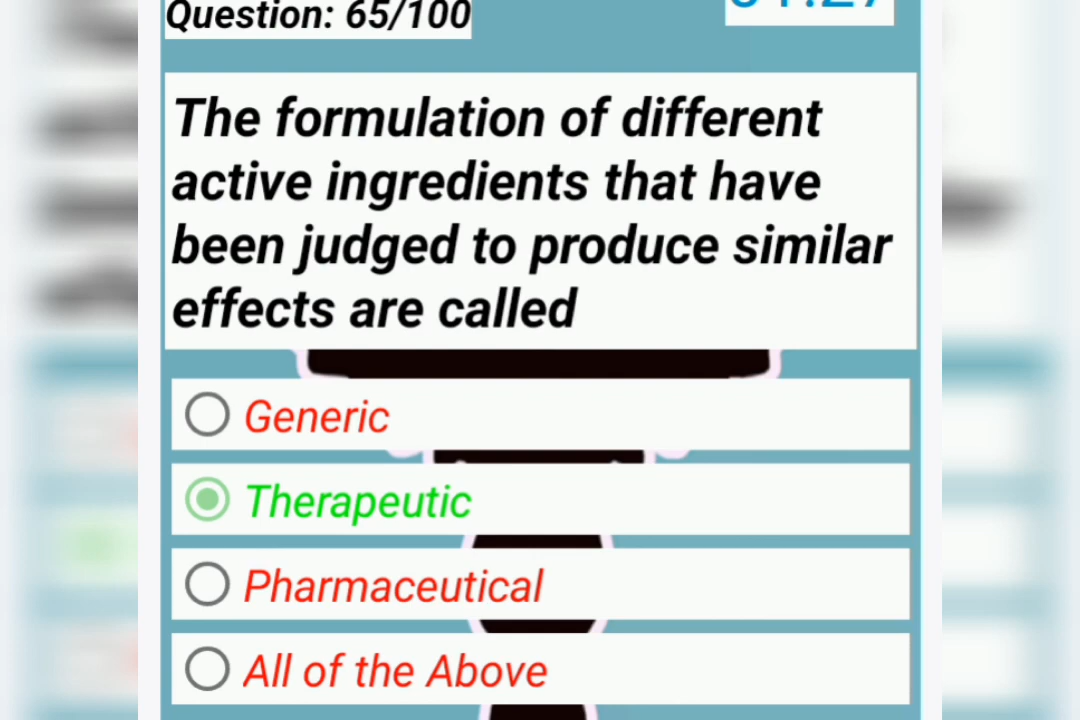 Question: 65/100
The formulation of different
active ingredients that have
been judged to produce similar
effects are called
Generic
Therapeutic
Pharmaceutical
All of the Above